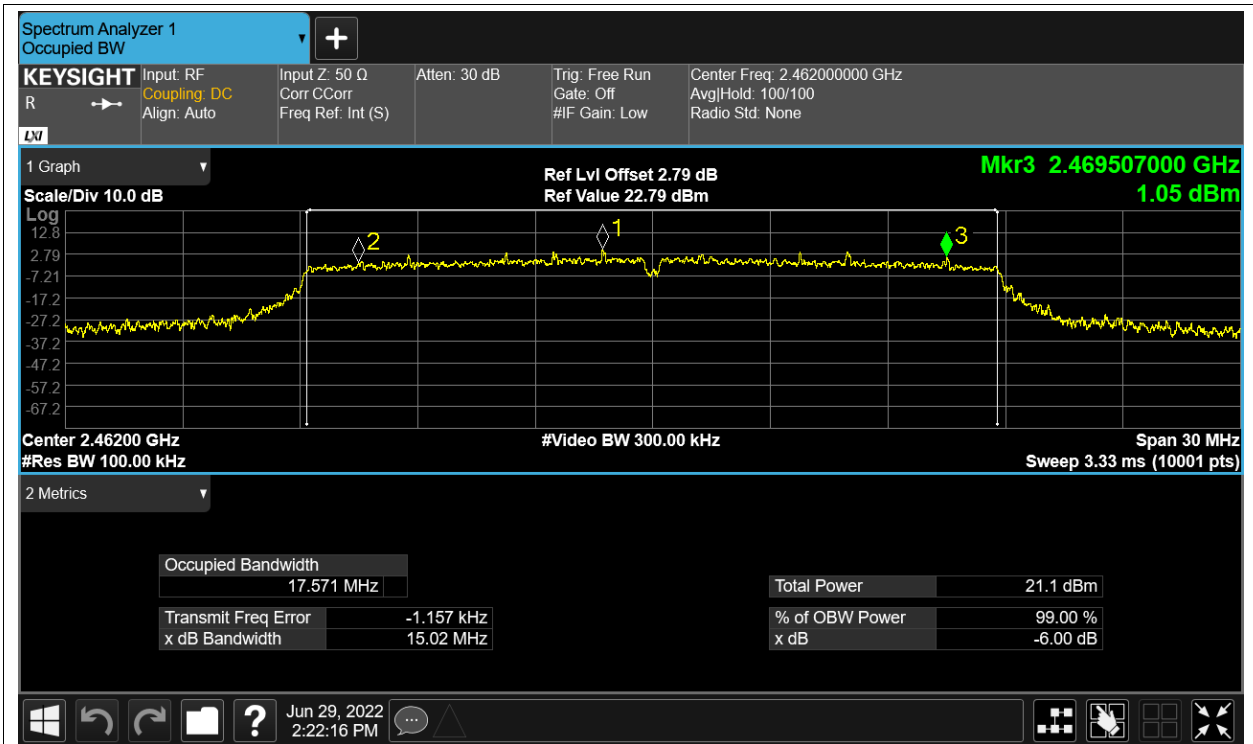 Spectrum Analyzer 1
Occupied BW
KEYSIGHT Input: RF Input Z: 50 Ω Atten: 30 dB Trig: Free Run Center Freq: 2.462000000 GHz
R Coupling: DC Corr CCorr Gate: Off Avg|Hold: 100/100
Align: Auto Freq Ref: Int (S) #IF Gain: Low Radio Std: None
LXI
1 Graph Ref Lvl Offset 2.79 dB Mkr3 2.469507000 GHz
Scale/Div 10.0 dB Ref Value 22.79 dBm 1.05 dBm
Log
12.8
2.79
-7.21
-17.2
-27.2
-37.2
-47.2
-57.2
-67.2
2
1
3
Center 2.46200 GHz #Video BW 300.00 kHz Span 30 MHz
#Res BW 100.00 kHz Sweep 3.33 ms (10001 pts)
2 Metrics
Occupied Bandwidth
17.571 MHz Total Power 21.1 dBm
Transmit Freq Error -1.157 kHz % of OBW Power 99.00 %
x dB Bandwidth 15.02 MHz x dB -6.00 dB
? Jun 29, 2022
2:22:16 PM